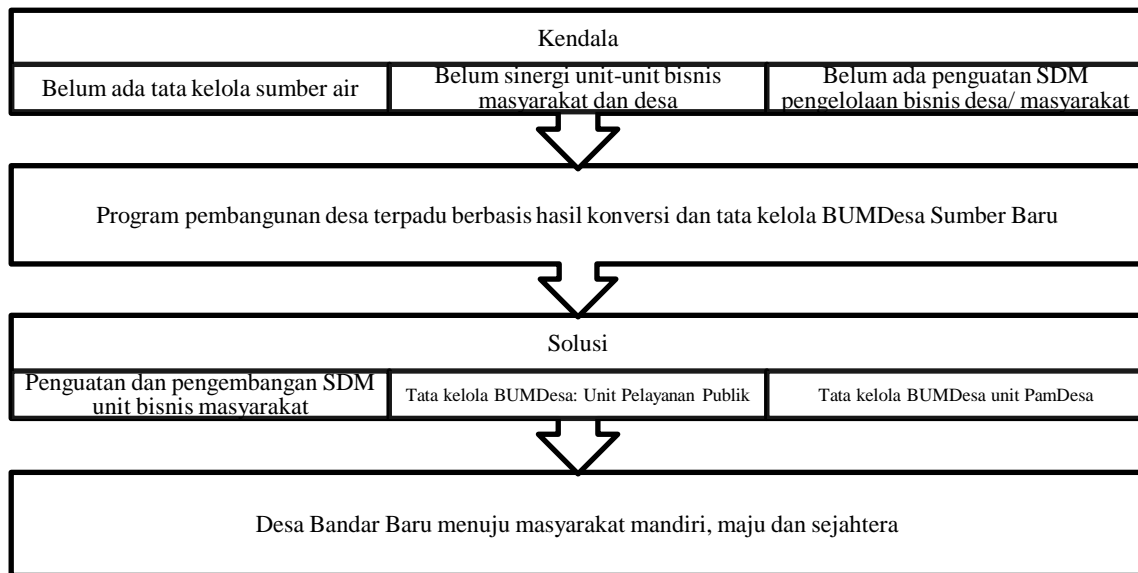 Kendala
Belum ada tata kelola sumber air
Belum sinergi unit-unit bisnis
masyarakat dan desa
Belum ada penguatan SDM
pengelolaan bisnis desa/ masyarakat
Program pembangunan desa terpadu berbasis hasil konversi dan tata kelola BUMDesa Sumber Baru
Solusi
Penguatan dan pengembangan SDM
unit bisnis masyarakat
Tata kelola BUMDesa: Unit Pelayanan Publik
Tata kelola BUMDesa unit PamDesa
Desa Bandar Baru menuju masyarakat mandiri, maju dan sejahtera